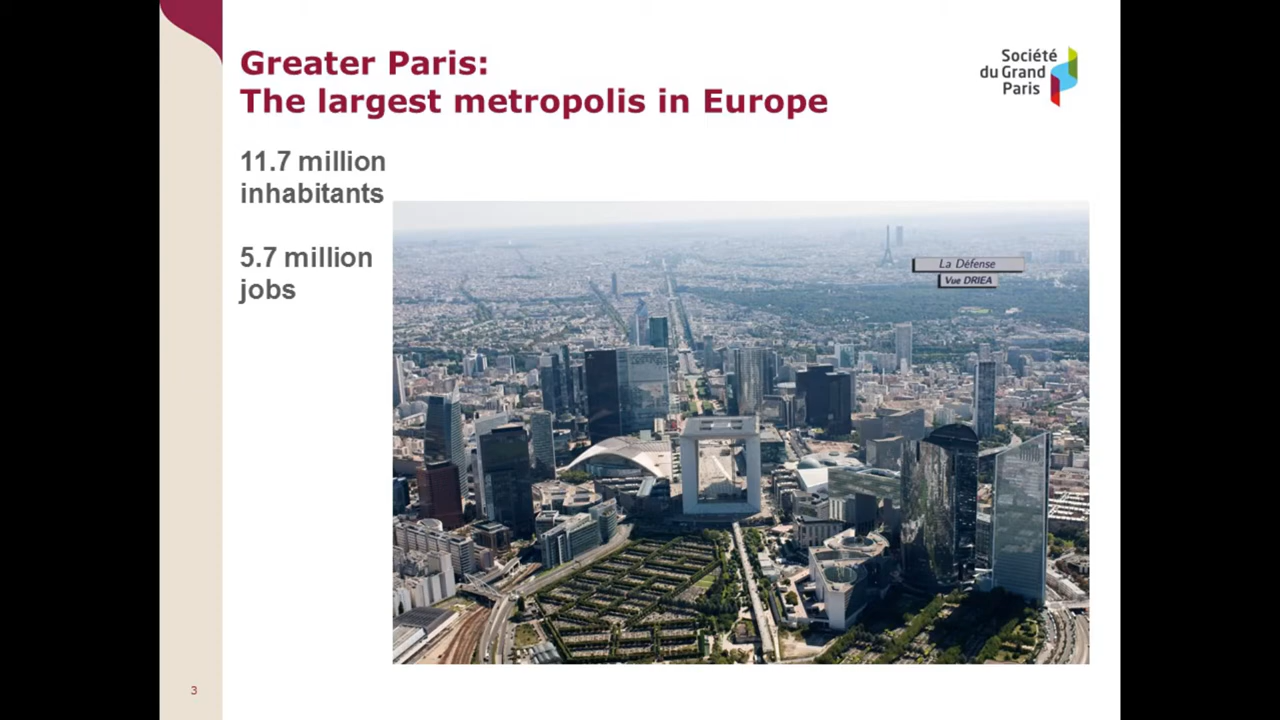 Greater Paris:
The largest metropolis in Europe
Société
du Grand
Paris
11.7 million
inhabitants
5.7 million
jobs
La Défense
Vue DRIEA
3